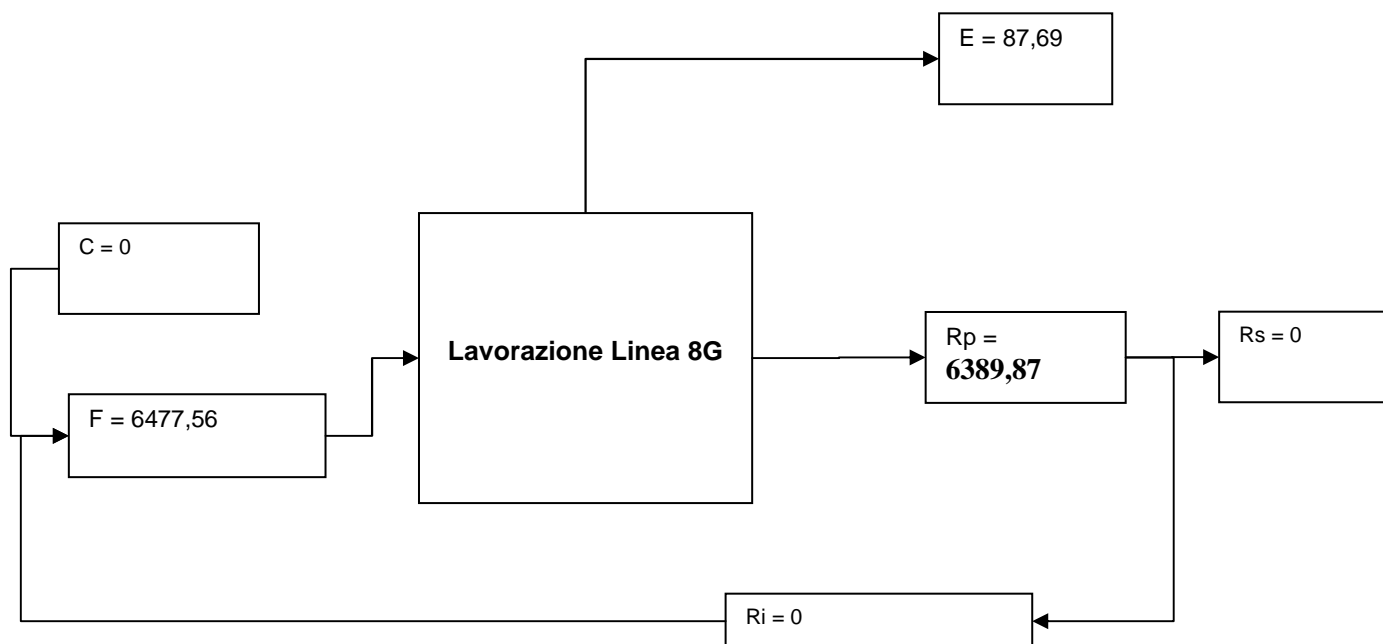 E = 87,69
C = 0
Lavorazione Linea 8G
Rp =
6389,87
Rs = 0
F = 6477,56
Ri = 0